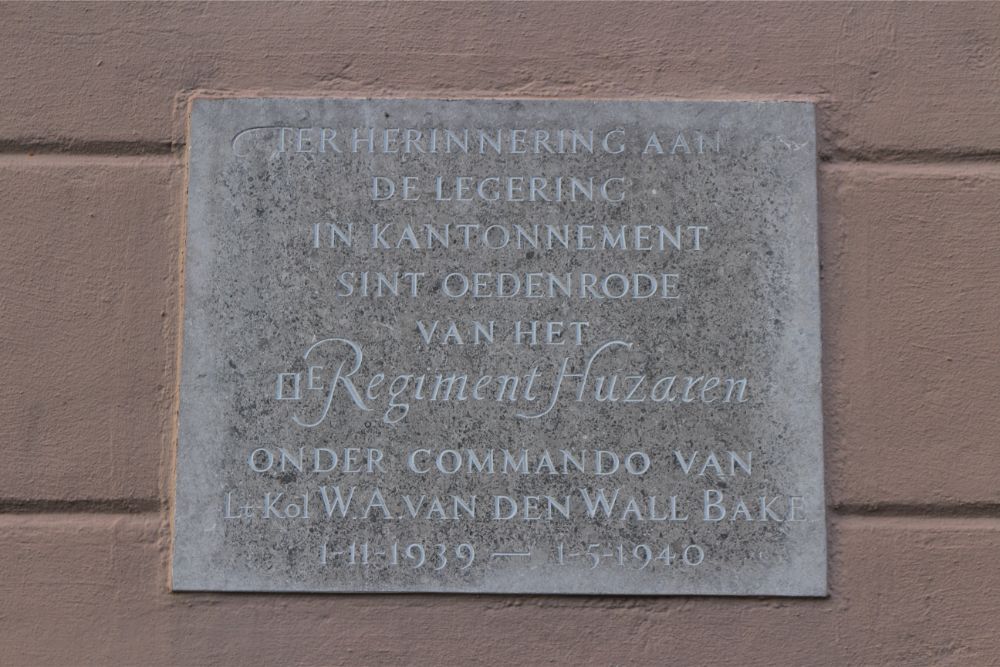 TER HERINNERING AAN
DE LEGERING
IN KANTONNEMENT
SINT OEDENRODE
VAN HET
IIE Regiment Huzaren
ONDER COMMANDO VAN
Lt Kol W.A. VAN DEN WALL BAKE
1-11-1939 — 1-5-1940